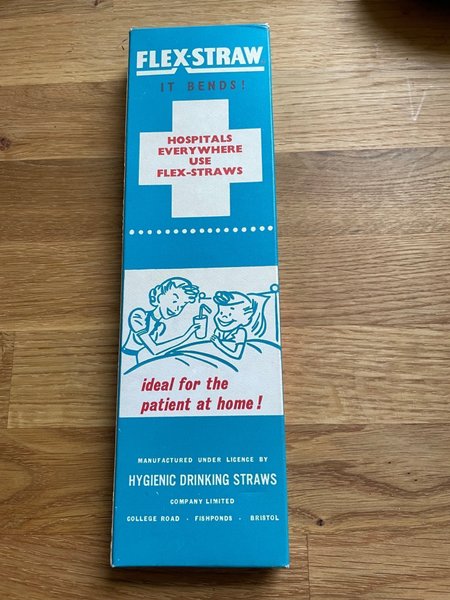 FLEX-STRAW
IT BENDS!
HOSPITALS
EVERYWHERE
USE
FLEX-STRAWS
ideal for the
patient at home!
MANUFACTURED UNDER LICENCE BY
HYGIENIC DRINKING STRAWS
COMPANY LIMITED
COLLEGE ROAD · FISHPONDS · BRISTOL